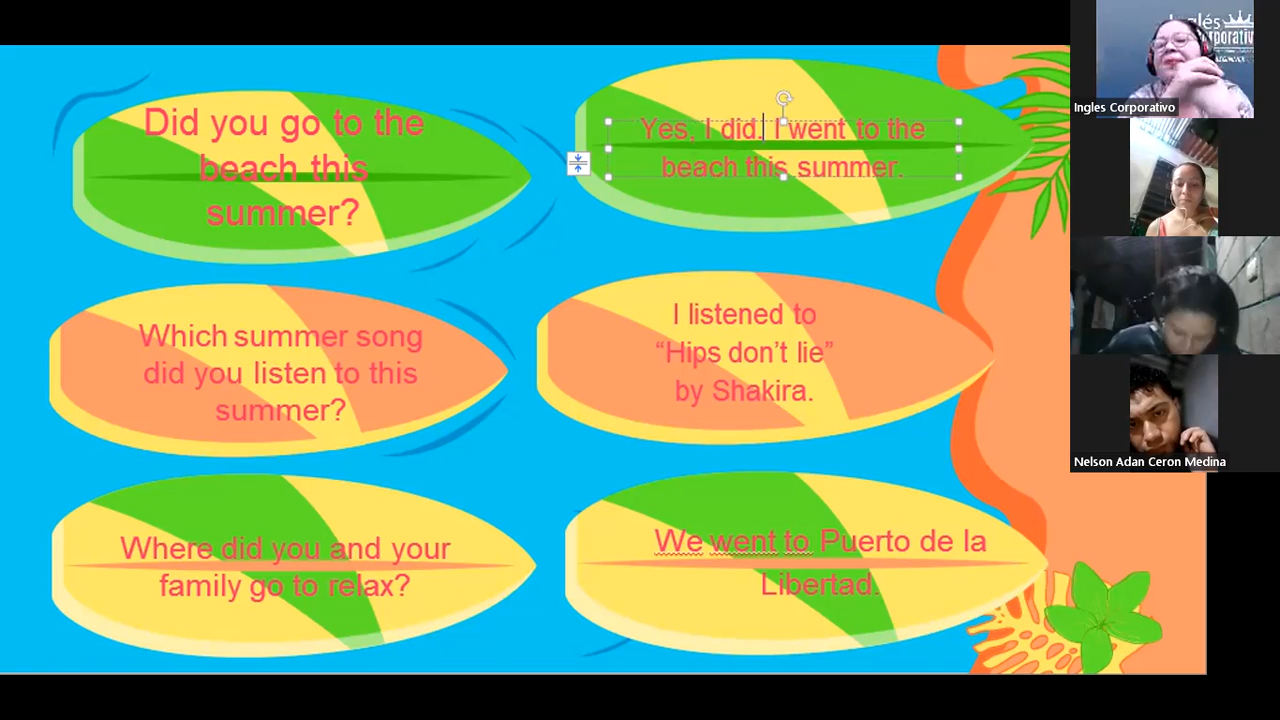 Did you go to the
beach this
summer?
Yes, I did. I went to the
beach this summer.
Which summer song
did you listen to this
summer?
I listened to
“Hips don’t lie”
by Shakira.
Where did you and your
family go to relax?
We went to Puerto de la
Libertad.
Inglés
Corporativo
Ingles Corporativo
Nelson Adan Ceron Medina